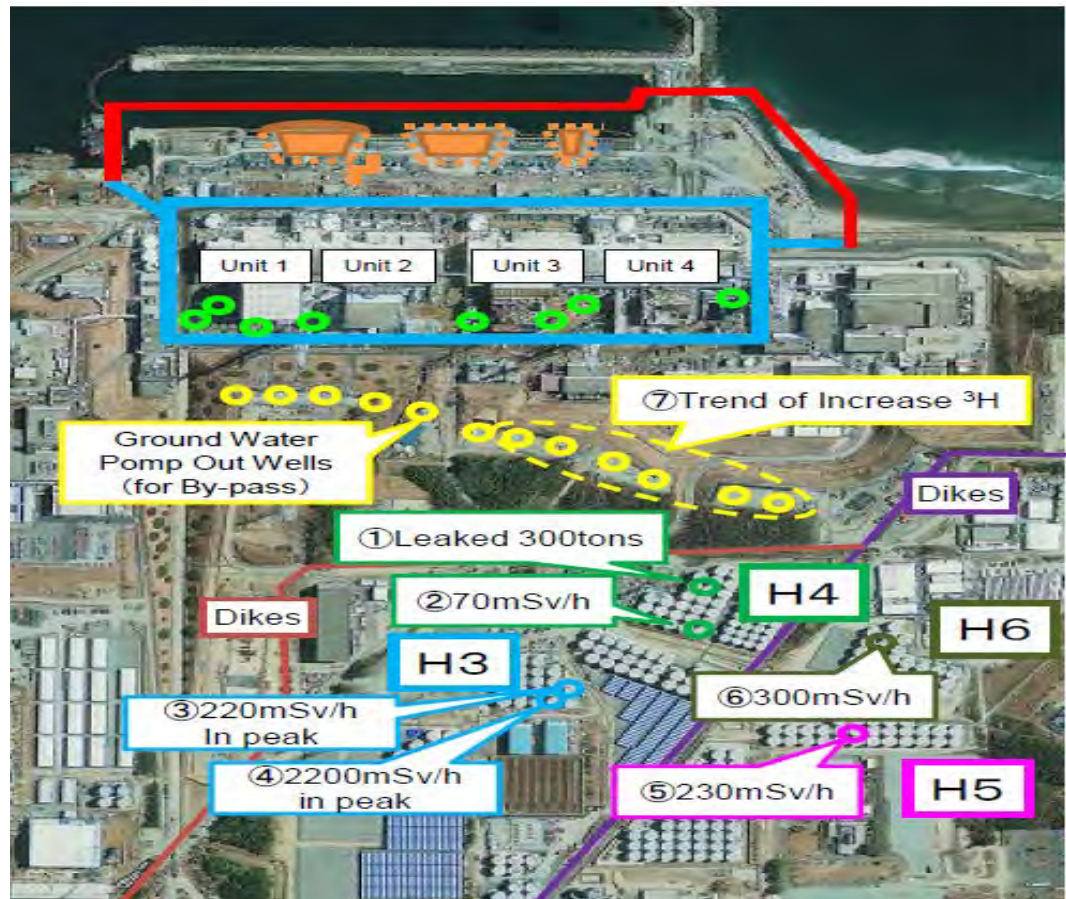 Unit 1
Unit 2
Unit 3
Unit 4
⑦Trend of Increase ³H
Ground Water
Pomp Out Wells
(for By-pass)
Dikes
①Leaked 300tons
②70mSv/h
H4
Dikes
H3
H6
③220mSv/h
In peak
⑥300mSv/h
④2200mSv/h
in peak
⑤230mSv/h
H5